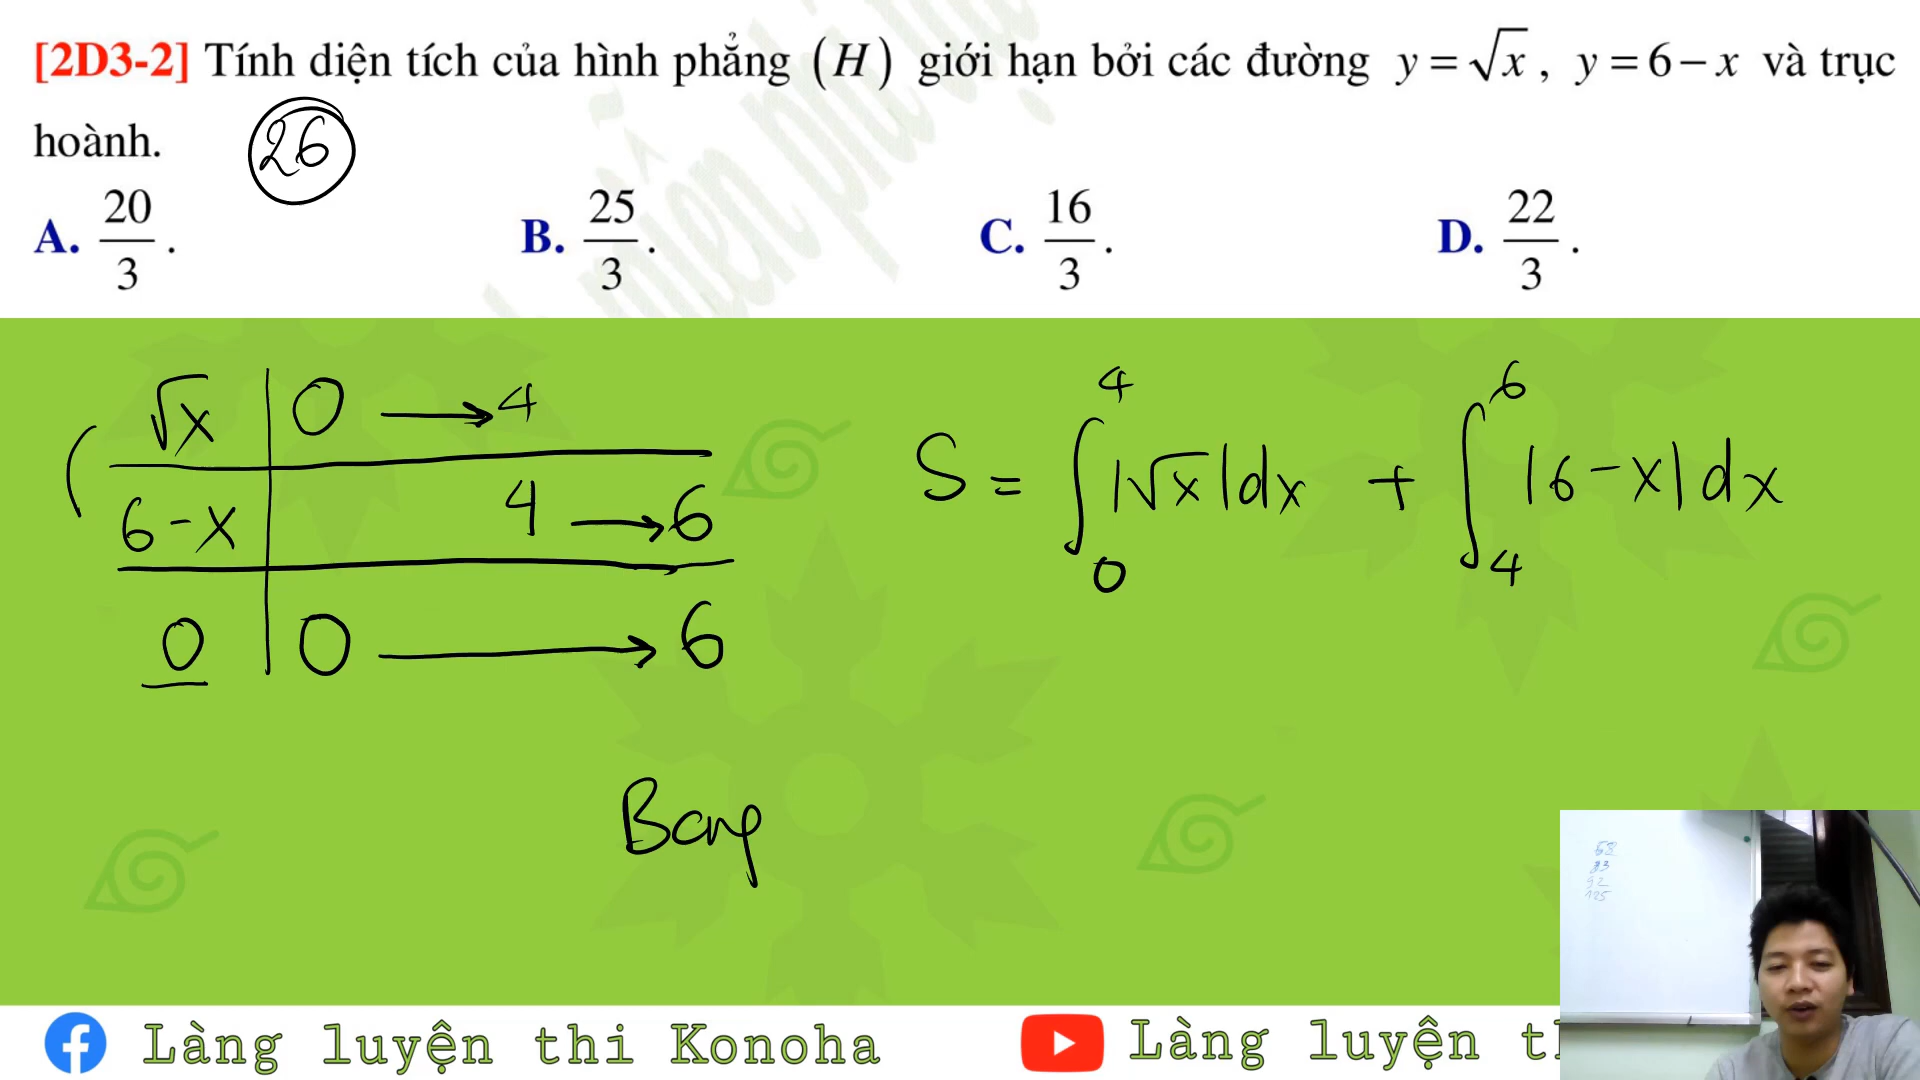 [2D3-2] Tính diện tích của hình phẳng (H) giới hạn bởi các đường y = √x , y = 6 − x và trục
hoành.
26
A. 20/3 . B. 25/3 . C. 16/3 . D. 22/3 .
√x | 0 → 4
6 − x | 4 → 6
0 | 0 → 6
S = ∫₀⁴ |√x| dx + ∫₄⁶ |6 − x| dx
58
92
Làng luyện thi Konoha
Làng luyện t